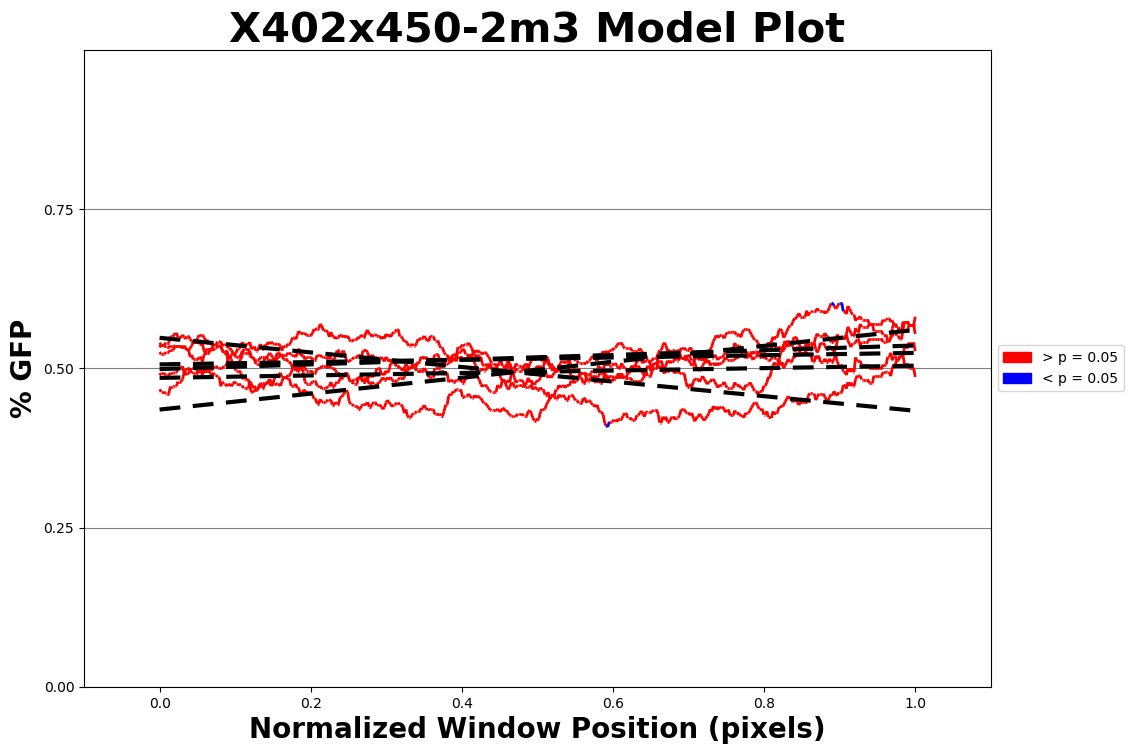 X402x450-2m3 Model Plot
% GFP
0.75
0.50
0.25
0.00
0.0 0.2 0.4 0.6 0.8 1.0
Normalized Window Position (pixels)
> p = 0.05
< p = 0.05